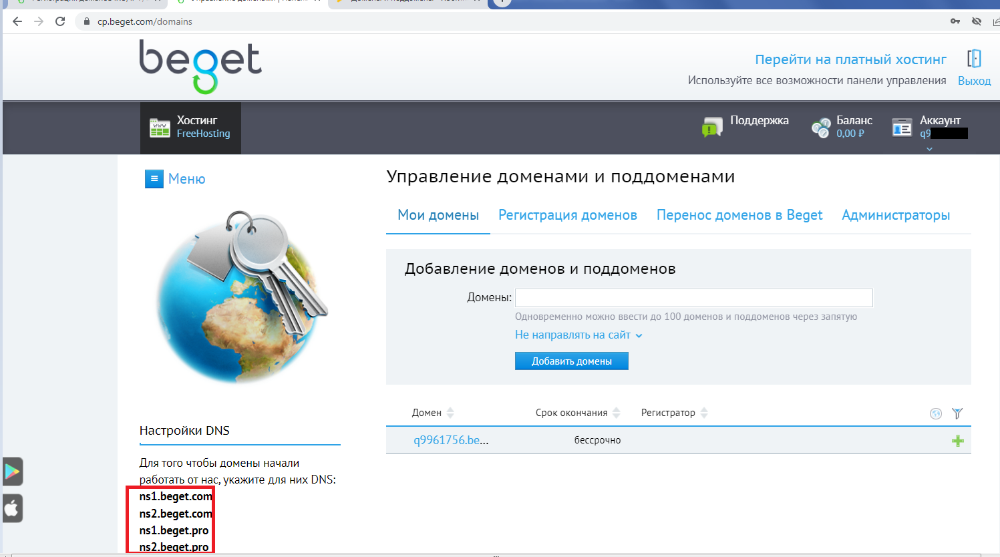 cp.beget.com/domains
beget
Перейти на платный хостинг
Используйте все возможности панели управления
Выход
www
Хостинг
FreeHosting
Поддержка
Баланс
0,00 ₽
Аккаунт
q9
Меню
Управление доменами и поддоменами
Мои домены Регистрация доменов Перенос доменов в Beget Администраторы
Добавление доменов и поддоменов
Домены:
Одновременно можно ввести до 100 доменов и поддоменов через запятую
Не направлять на сайт
Добавить домены
Домен Срок окончания Регистратор
q9961756.be... бессрочно
Настройки DNS
Для того чтобы домены начали
работать от нас, укажите для них DNS:
ns1.beget.com
ns2.beget.com
ns1.beget.pro
ns2.beget.pro